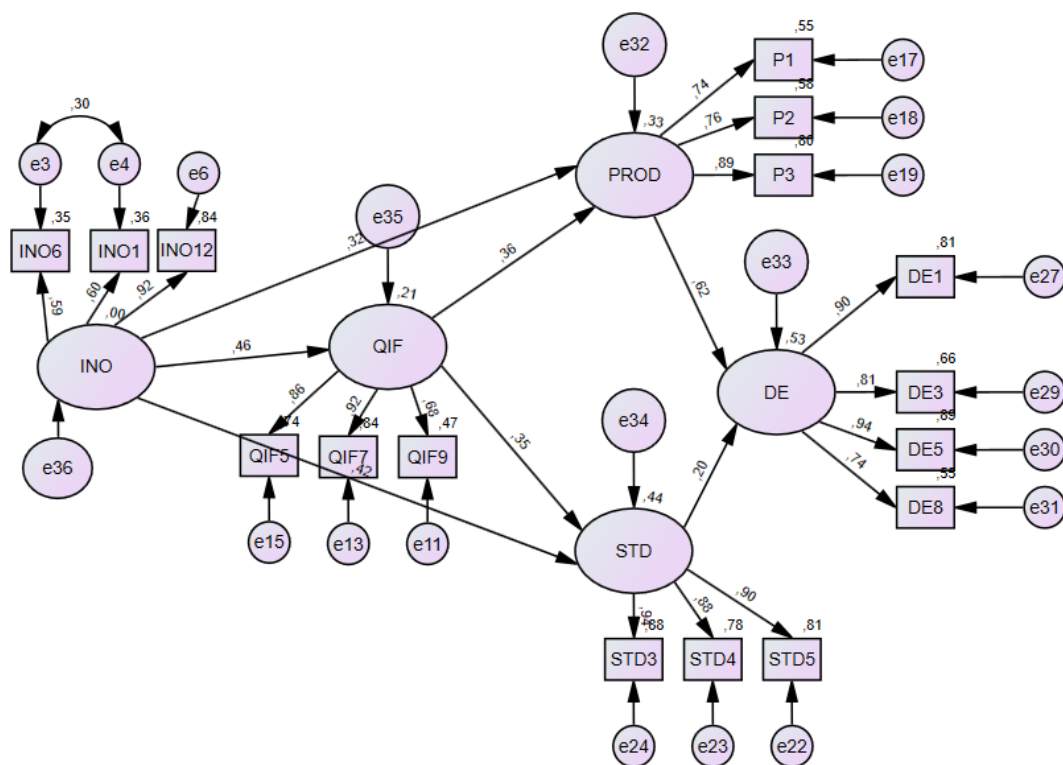 e32
,55
P1
e17
,74
,58
P2
e18
,76
,33
,80
P3
e19
,89
PROD
,30
e3
e4
e6
,35
,36
,84
INO6
INO1
INO12
,59
,60
,92
,00
INO
e36
e35
,32
,36
,21
QIF
,46
,86
,92
,68
,74
,84
,47
QIF5
QIF7
QIF9
e15
e13
e11
,42
,35
,62
e33
,53
DE
,81
DE1
e27
,90
,66
,81
DE3
e29
,89
,94
DE5
e30
,74
,55
DE8
e31
e34
,44
,20
STD
,88
,90
,88
,78
,81
STD3
STD4
STD5
e24
e23
e22